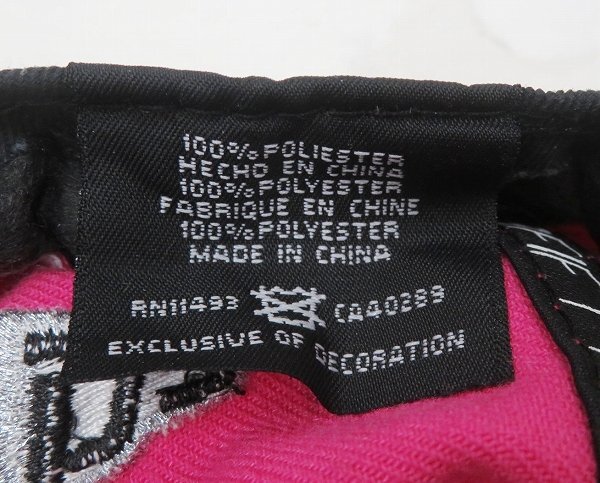 100% POLIESTER
HECHO EN CHINA
100% POLYESTER
FABRIQUE EN CHINE
100% POLYESTER
MADE IN CHINA
RN11493 CA40299
EXCLUSIVE OF DECORATION